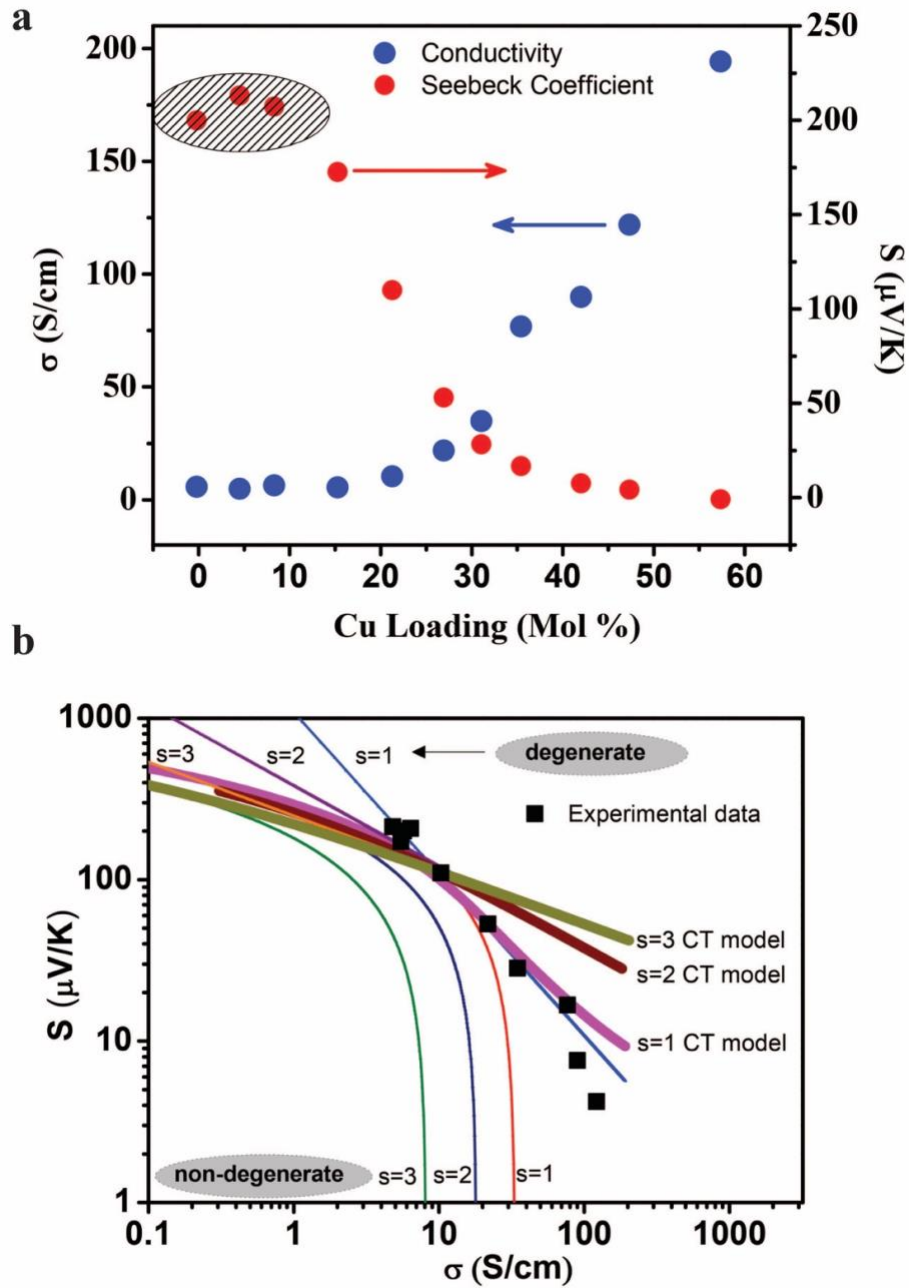 a
Conductivity
Seebeck Coefficient
200
150
100
50
0
σ (S/cm)
250
200
150
100
50
0
S (μV/K)
0 10 20 30 40 50 60
Cu Loading (Mol %)
b
1000
100
10
1
S (μV/K)
s=3
s=2
s=1
degenerate
Experimental data
s=3 CT model
s=2 CT model
s=1 CT model
non-degenerate
s=3
s=2
s=1
0.1 1 10 100 1000
σ (S/cm)